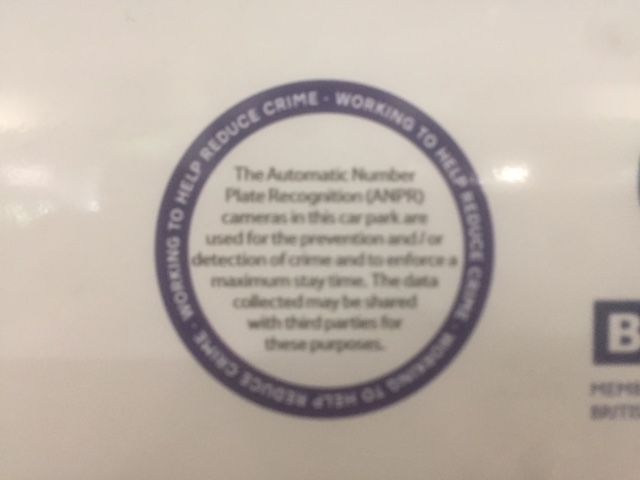 WORKING TO HELP REDUCE CRIME · WORKING TO HELP REDUCE CRIME · WORKING TO HELP REDUCE CRIME ·
The Automatic Number
Plate Recognition (ANPR)
cameras in this car park are
used for the prevention and / or
detection of crime and to enforce a
maximum stay time. The data
collected may be shared
with third parties for
these purposes.
B
MEMB
BRITIS